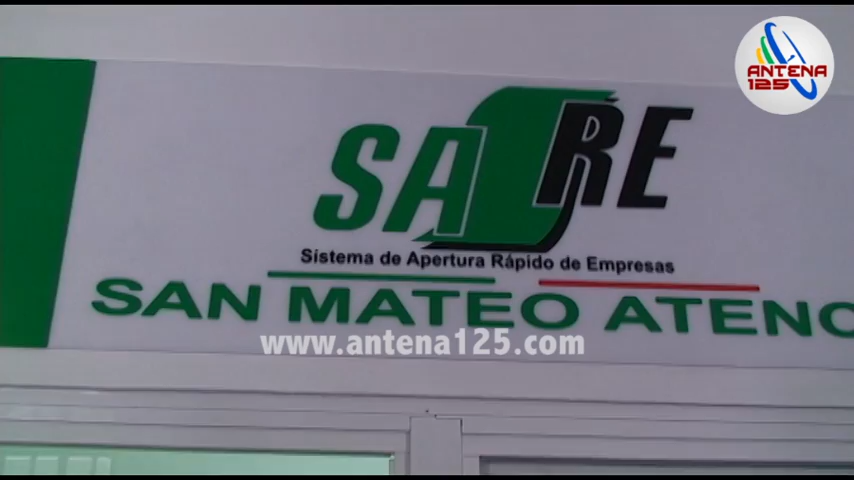 ANTENA
125
SARE
Sistema de Apertura Rápido de Empresas
SAN MATEO ATENC
www.antena125.com